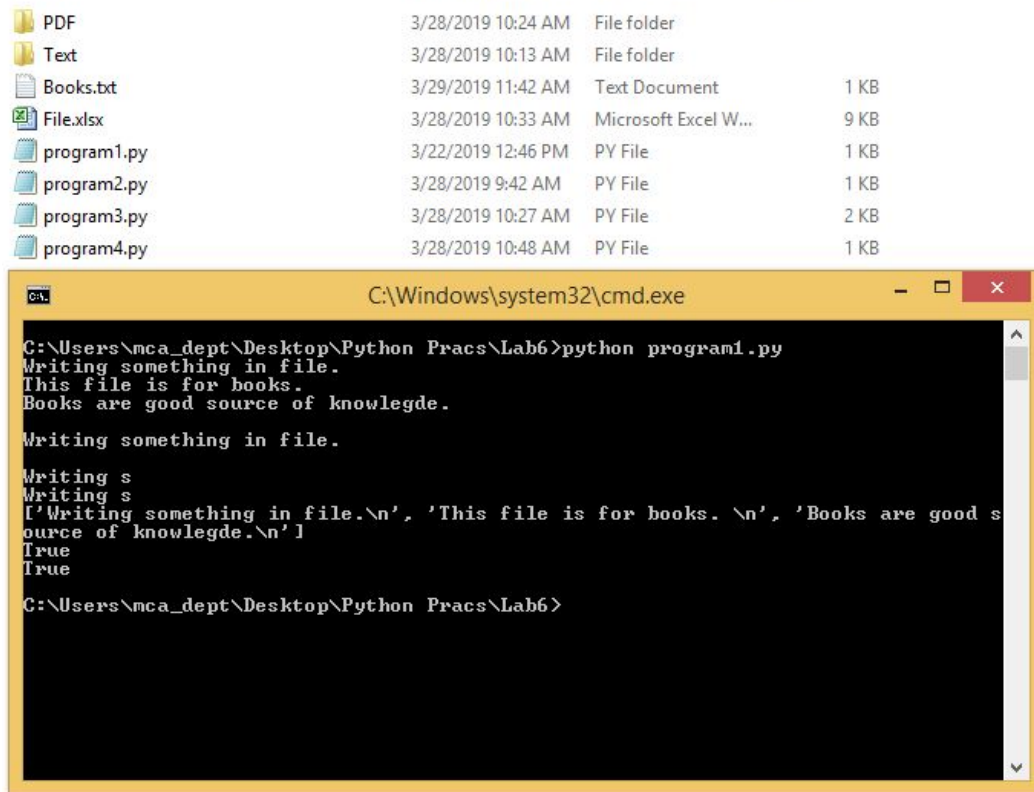 PDF 3/28/2019 10:24 AM File folder
Text 3/28/2019 10:13 AM File folder
Books.txt 3/29/2019 11:42 AM Text Document 1 KB
File.xlsx 3/28/2019 10:33 AM Microsoft Excel W... 9 KB
program1.py 3/22/2019 12:46 PM PY File 1 KB
program2.py 3/28/2019 9:42 AM PY File 1 KB
program3.py 3/28/2019 10:27 AM PY File 2 KB
program4.py 3/28/2019 10:48 AM PY File 1 KB
C:\Windows\system32\cmd.exe
C:\Users\mca_dept\Desktop\Python Pracs\Lab6>python program1.py
Writing something in file.
This file is for books.
Books are good source of knowlegde.
Writing something in file.
Writing s
Writing s
['Writing something in file.\n', 'This file is for books. \n', 'Books are good s
ource of knowlegde.\n']
True
True
C:\Users\mca_dept\Desktop\Python Pracs\Lab6>